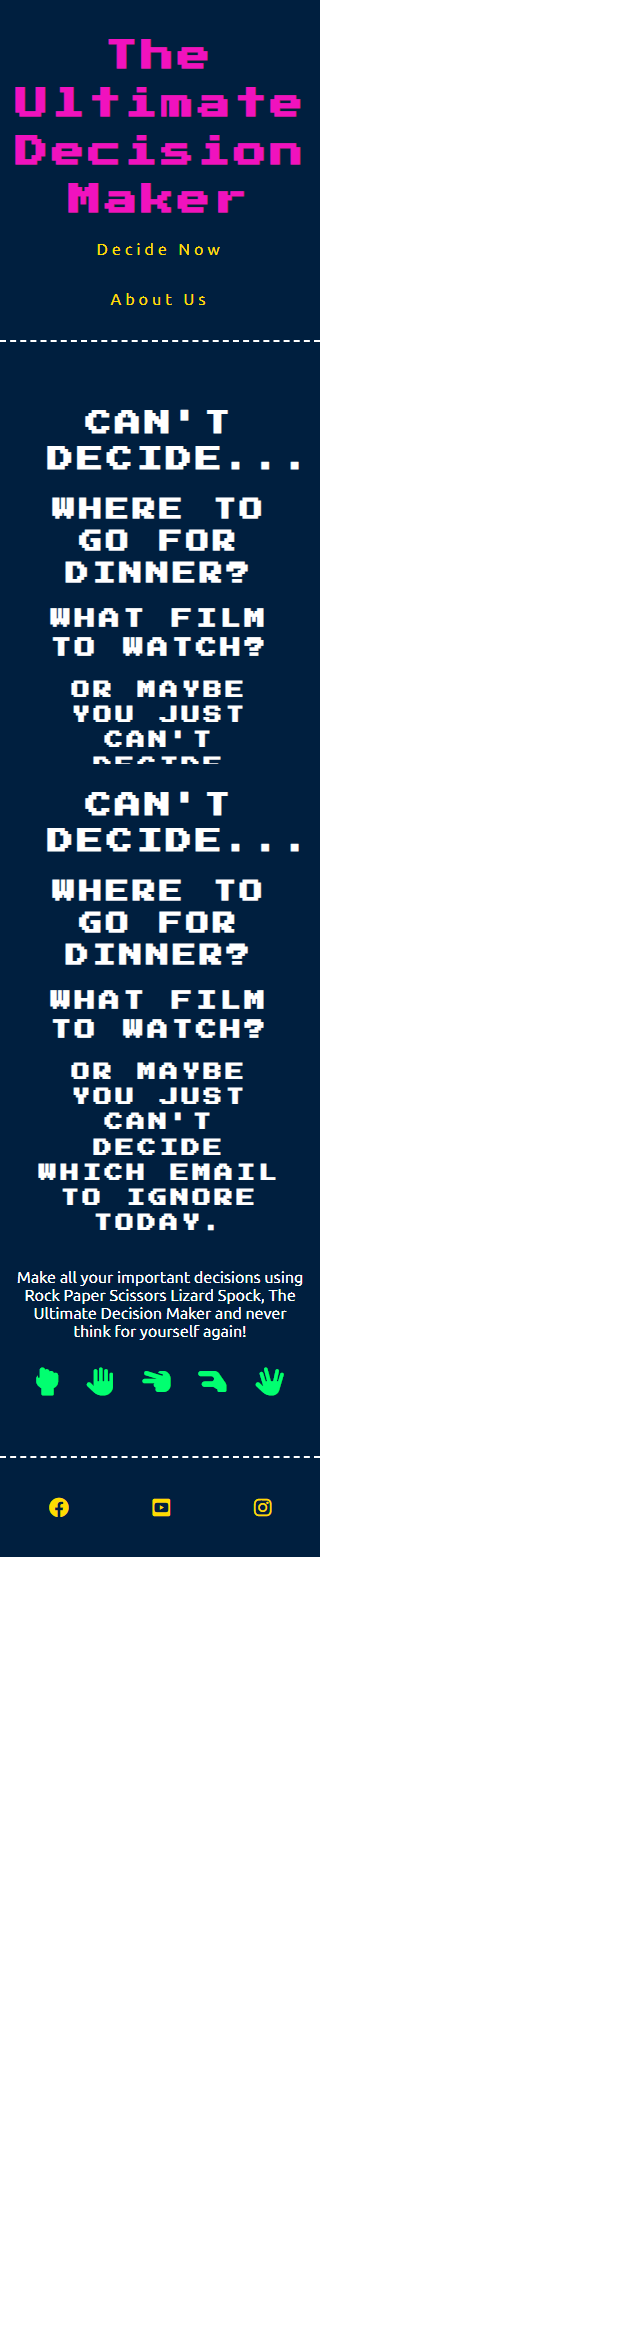 The
Ultimate
Decision
Maker
Decide Now
About Us
CAN'T
DECIDE...
WHERE TO
GO FOR
DINNER?
WHAT FILM
TO WATCH?
OR MAYBE
YOU JUST
CAN'T
DECIDE
CAN'T
DECIDE...
WHERE TO
GO FOR
DINNER?
WHAT FILM
TO WATCH?
OR MAYBE
YOU JUST
CAN'T
DECIDE
WHICH EMAIL
TO IGNORE
TODAY.
Make all your important decisions using
Rock Paper Scissors Lizard Spock, The
Ultimate Decision Maker and never
think for yourself again!